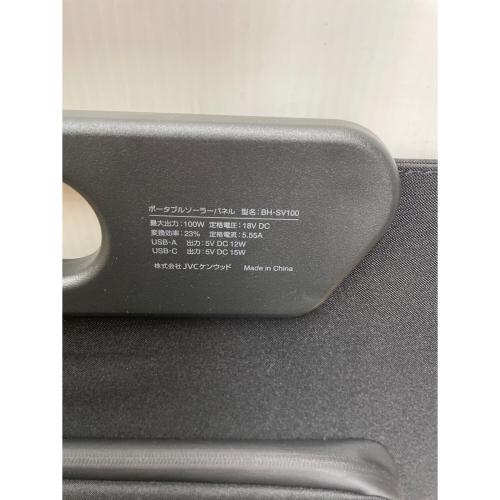 ポータブルソーラーパネル 型名：BH-SV100
最大出力：100W 定格電圧：18V DC
変換効率：23% 定格電流：5.55A
USB-A 出力：5V DC 12W
USB-C 出力：5V DC 15W
株式会社 JVCケンウッド Made in China